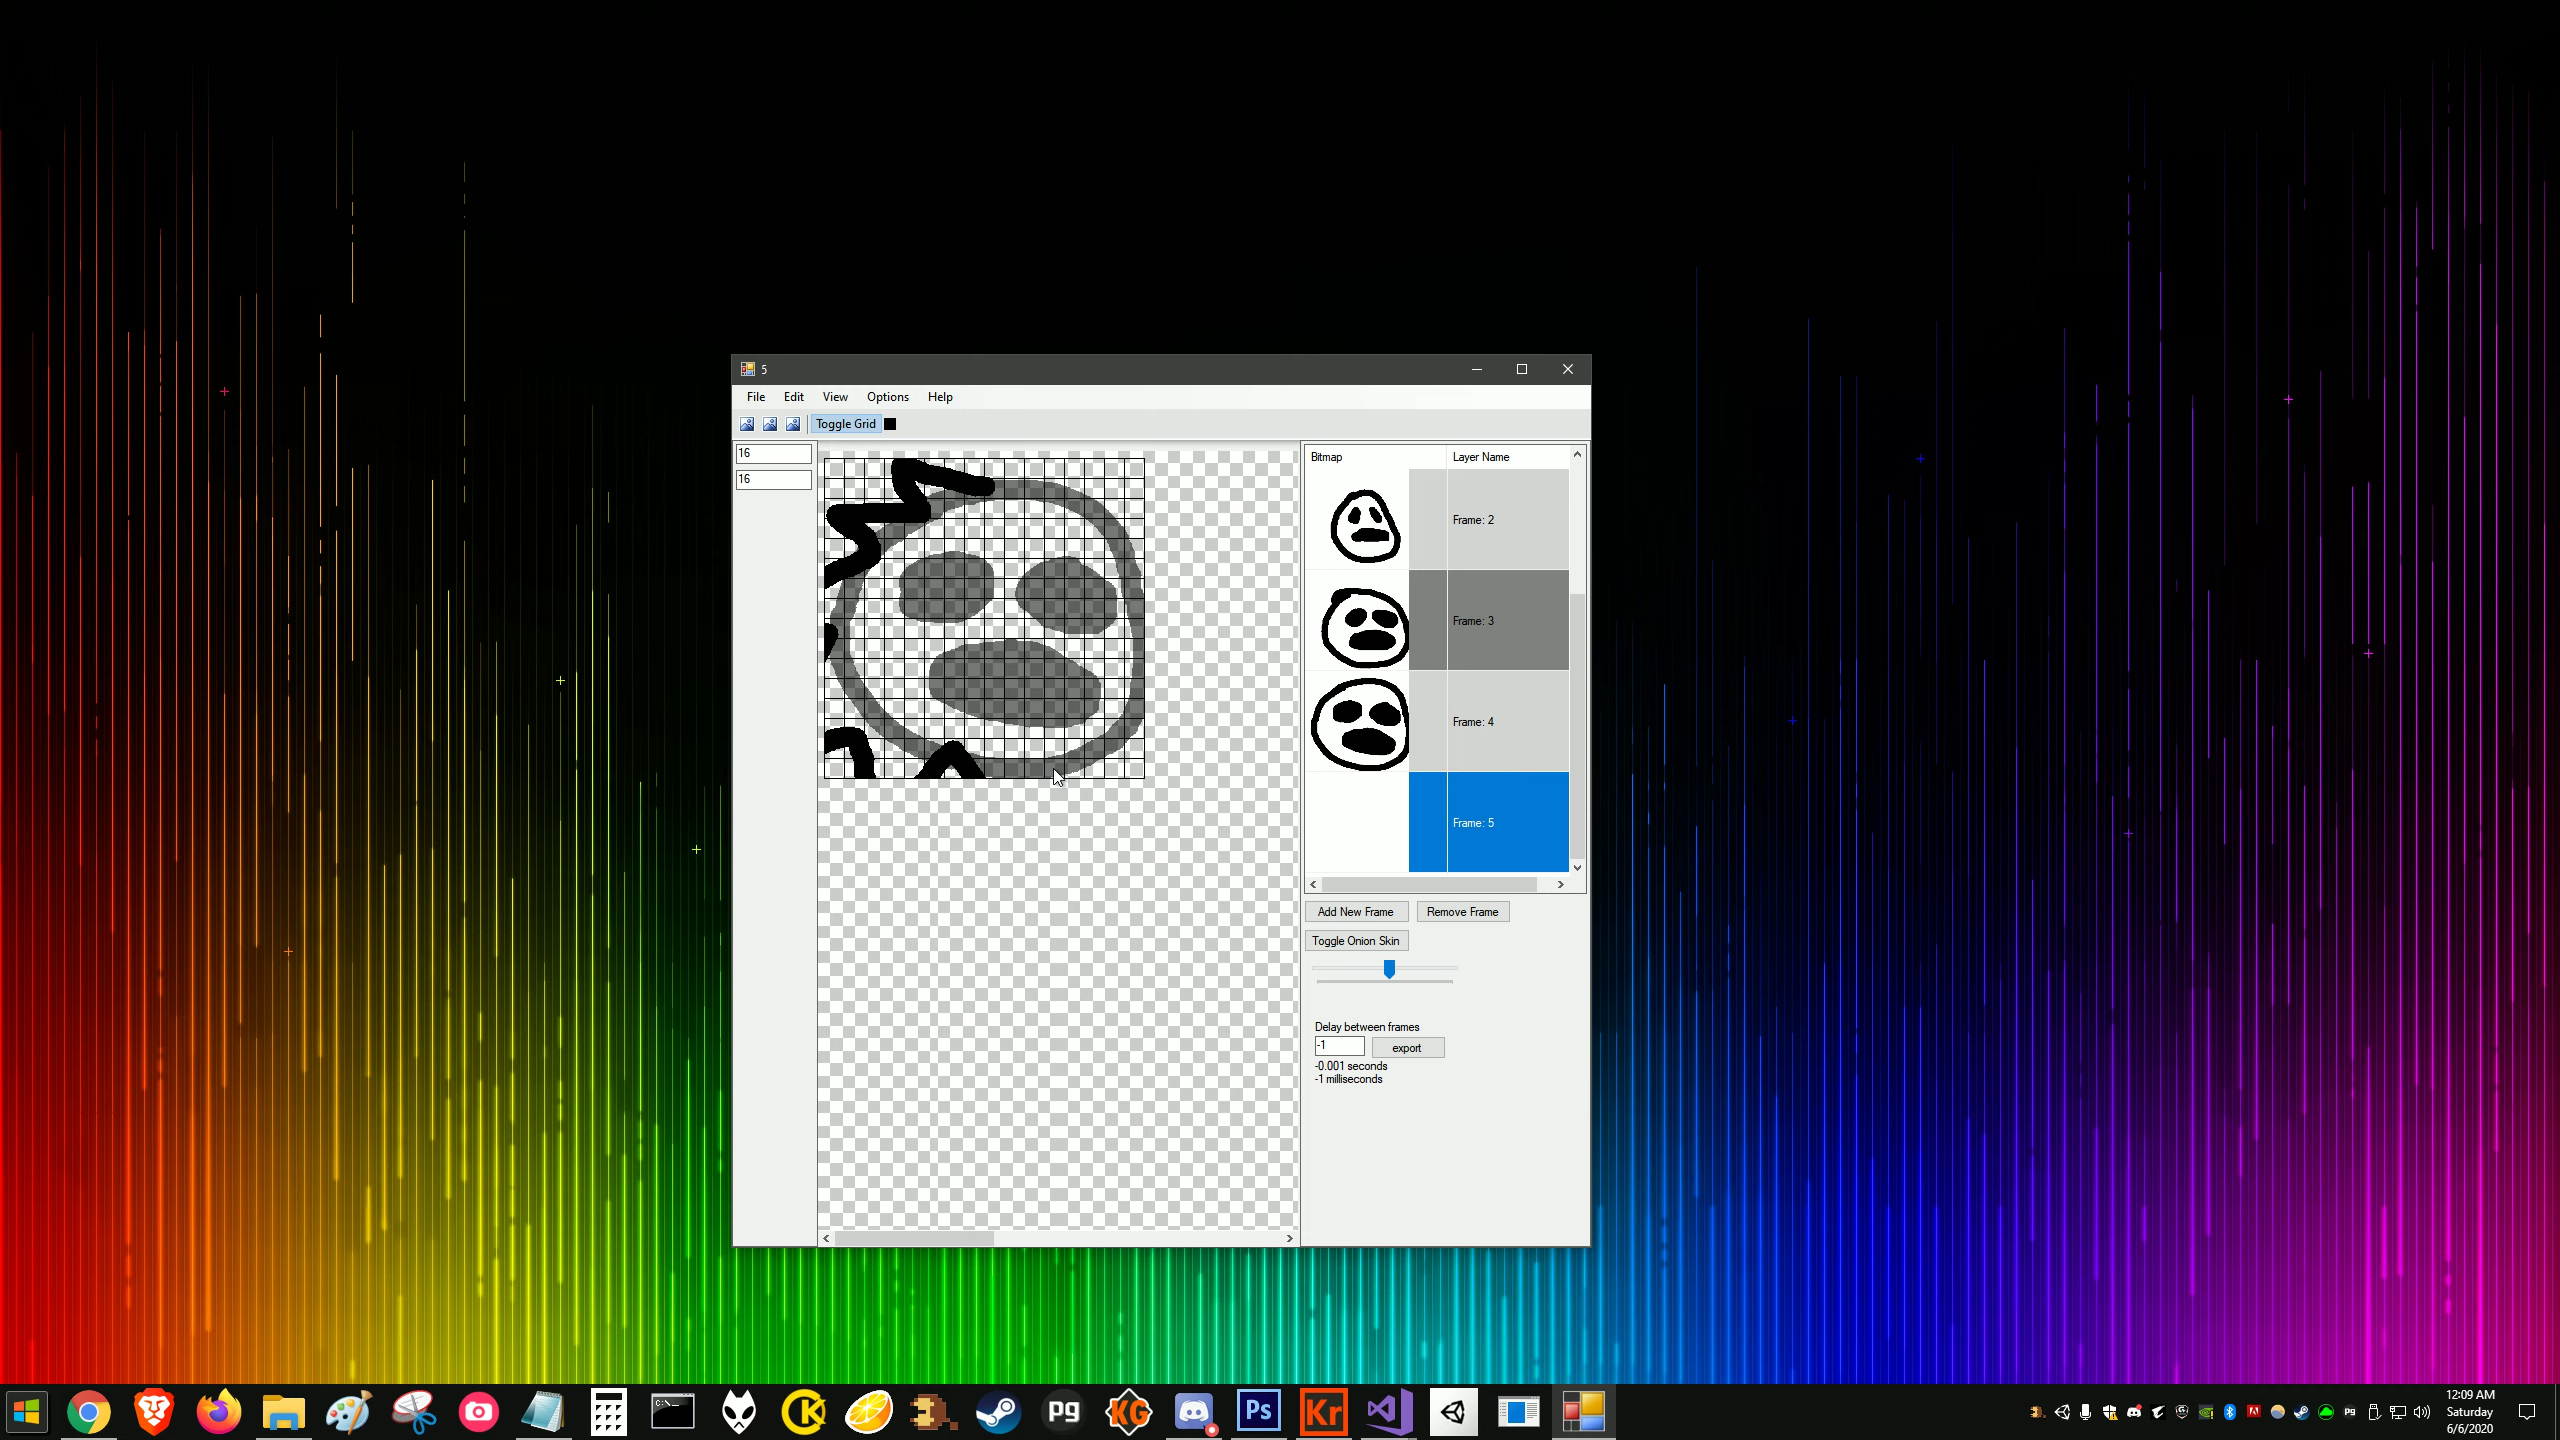 5
File Edit View Options Help
Toggle Grid
16
16
Bitmap Layer Name
Frame: 2
Frame: 3
Frame: 4
Frame: 5
Add New Frame Remove Frame
Toggle Onion Skin
Delay between frames
-1 export
-0.001 seconds
-1 milliseconds
C:\_
pg
KG
Ps
Kr
12:09 AM
Saturday
6/6/2020